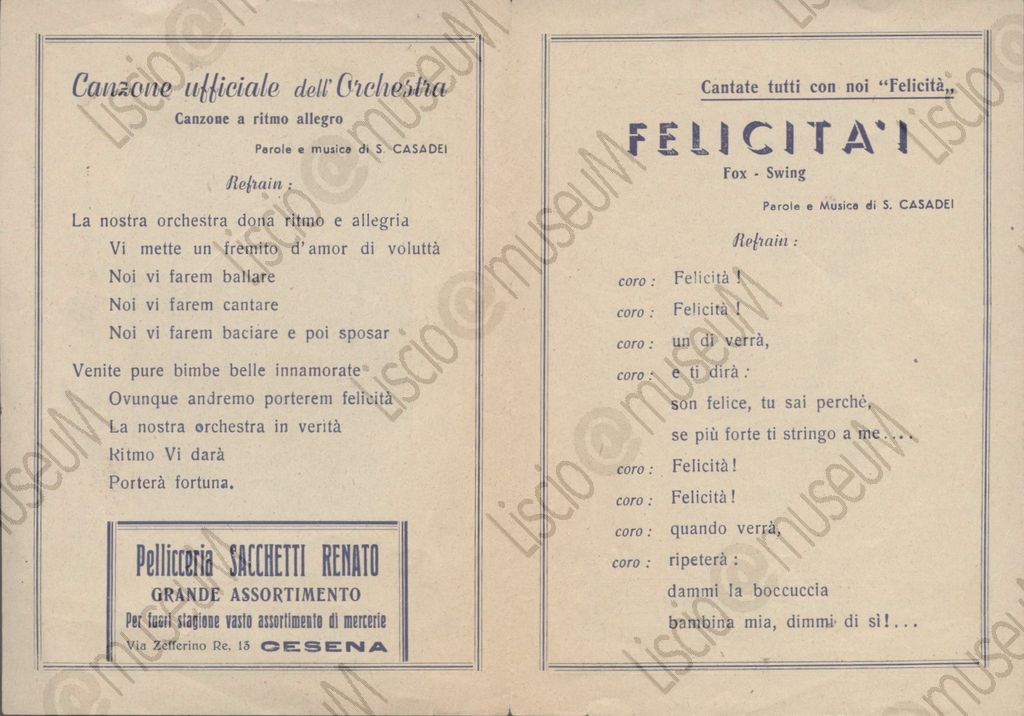 Canzone ufficiale dell'Orchestra
Canzone a ritmo allegro
Parole e musica di S. CASADEI
Refrain :
La nostra orchestra dona ritmo e allegria
Vi mette un fremito d'amor di voluttà
Noi vi farem ballare
Noi vi farem cantare
Noi vi farem baciare e poi sposar
Venite pure bimbe belle innamorate
Ovunque andremo porterem felicità
La nostra orchestra in verità
Ritmo Vi darà
Porterà fortuna.
Pellicceria SACCHETTI RENATO
GRANDE ASSORTIMENTO
Per fuori stagione vasto assortimento di mercerie
Via Zefferino Re, 13 CESENA
Cantate tutti con noi "Felicità„
FELICITA'!
Fox - Swing
Parole e Musica di S. CASADEI
Refrain :
coro : Felicità !
coro : Felicità !
coro : un di verrà,
coro : e ti dirà :
son felice, tu sai perché,
se più forte ti stringo a me....
coro : Felicità !
coro : Felicità !
coro : quando verrà,
coro : ripeterà :
dammi la boccuccia
bambina mia, dimmi di sì!...
Liscio@museuM